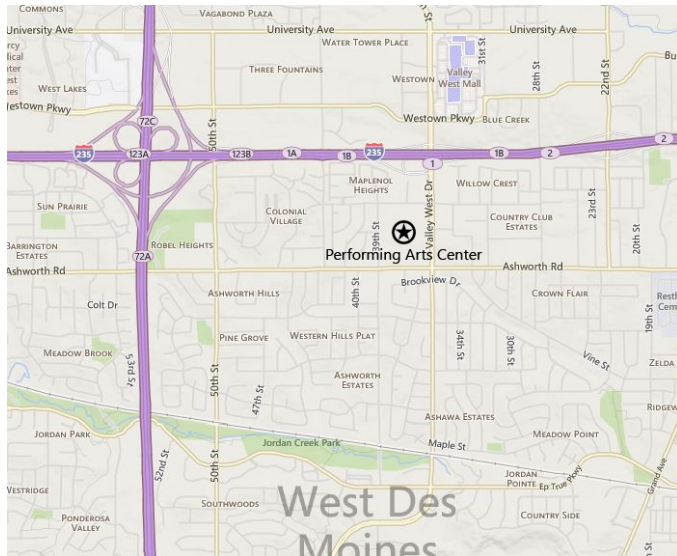 COMMONS
VAGABOND PLAZA
St
University Ave
University Ave
University Ave
WATER TOWER PLACE
31st St
28th St
22nd St
THREE FOUNTAINS
WEST LAKES
WESTOWN
Valley
West Mall
Westown Pkwy
Westown Pkwy
BLUE CREEK
72C
50th St
235
123A
123B
1A
1B
235
1
1B
2
2
MAPLENOL
HEIGHTS
WILLOW CREST
SUN PRAIRIE
COLONIAL
VILLAGE
39th St
Valley West Dr
COUNTRY CLUB
ESTATES
23rd St
20th St
BARRINGTON
ESTATES
ROBEL HEIGHTS
72A
Performing Arts Center
Ashworth Rd
Ashworth Rd
Brookview Dr
ASHWORTH HILLS
40th St
CROWN FLAIR
Colt Dr
19th St
PINE GROVE
WESTERN HILLS PLAT
34th St
30th St
MEADOW BROOK
53rd St
Vine St
ZELDA
50th St
47th St
ASHWORTH
ESTATES
ASHAWA ESTATES
JORDAN PARK
Jordan Creek Park
Maple St
MEADOW POINT
52nd St
50th St
JORDAN
POINTE
Ep True Pkwy
Grand Ave
SOUTHWOODS
West Des
Moines
PONDEROSA
VALLEY
COUNTRY SIDE